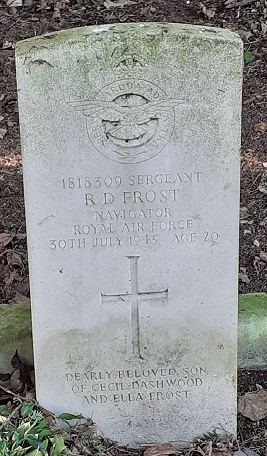 1818309 SERGEANT
R. D FROST
NAVIGATOR
ROYAL AIR FORCE
30TH JULY 1945 AGE 20
DEARLY BELOVED SON
OF CECIL DASHWOOD
AND ELLA FROST